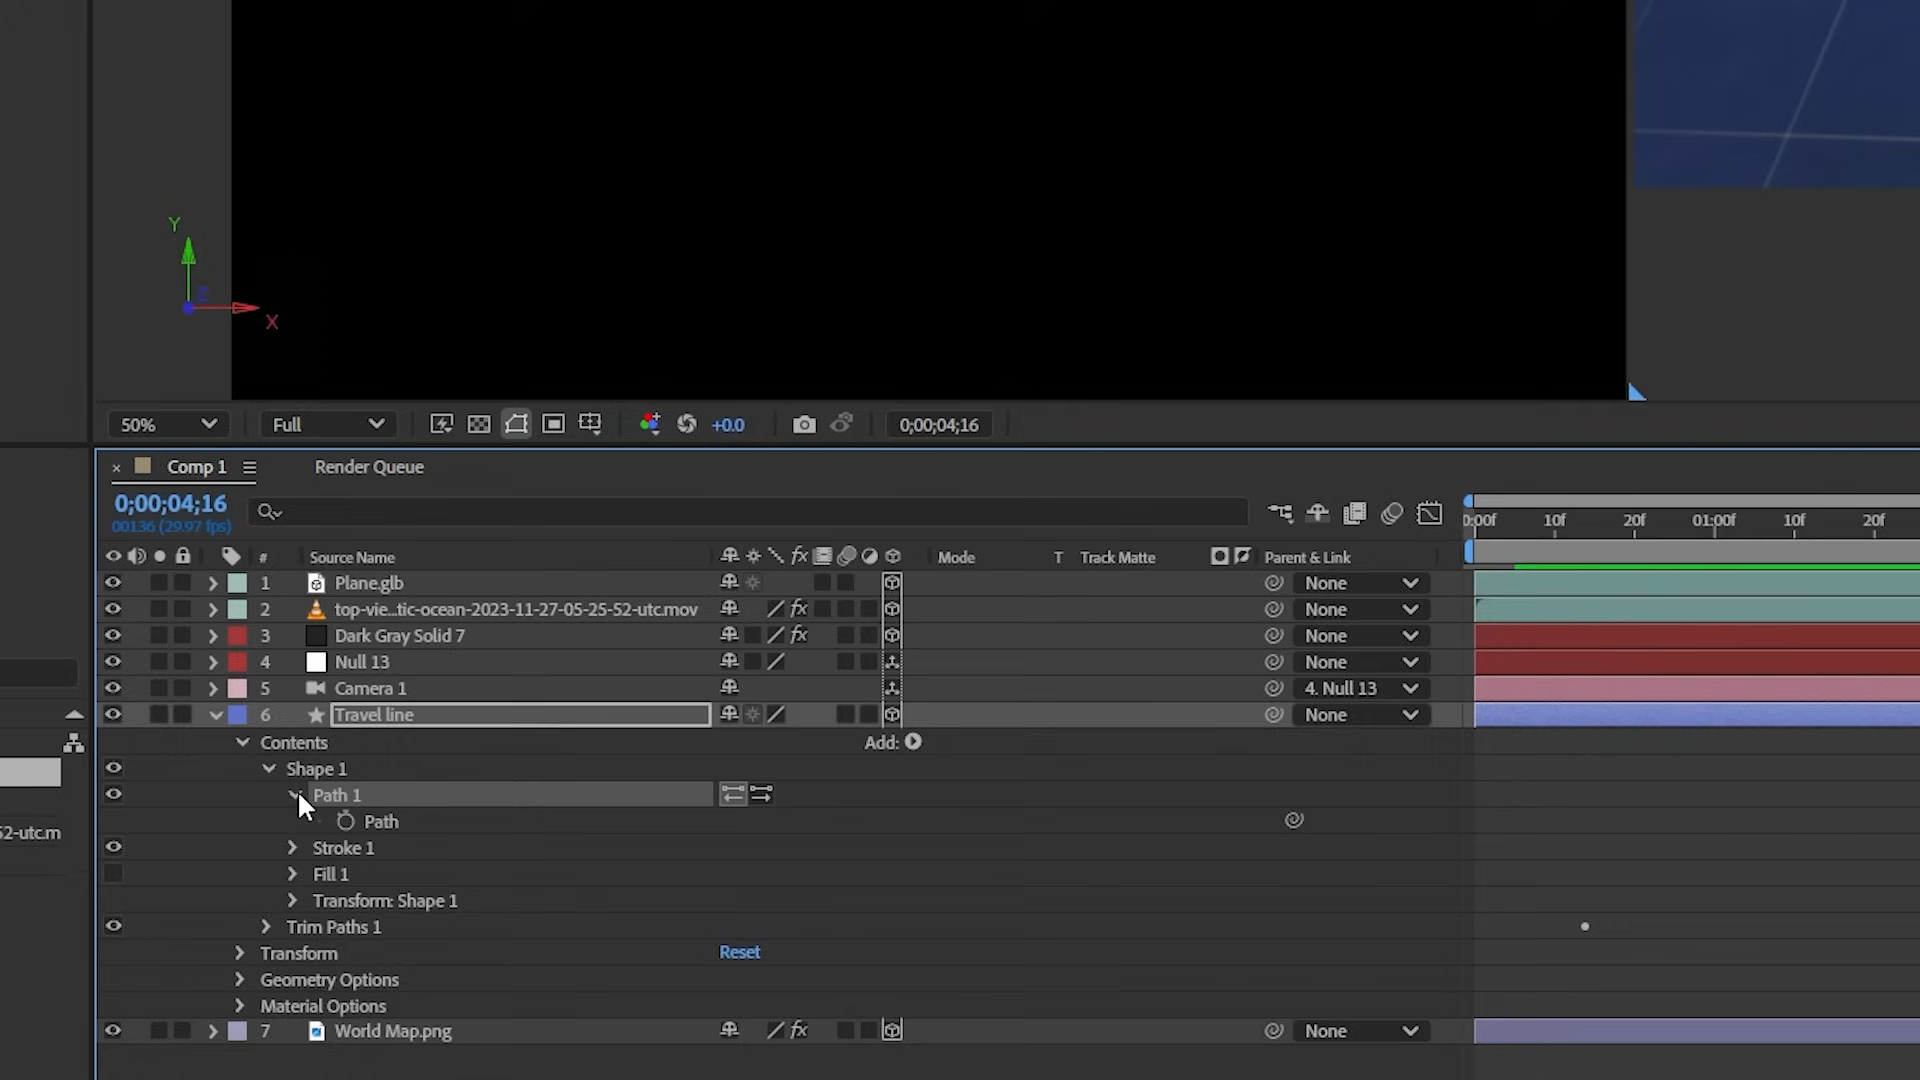 Y
Z
X
50%
Full
+0.0
0;00;04;16
Comp 1
Render Queue
0;00;04;16
00136 (29.97 fps)
0:00f 10f 20f 01:00f 10f 20f
# Source Name fx Mode T Track Matte Parent & Link
1 Plane.glb None
2 top-vie...tic-ocean-2023-11-27-05-25-52-utc.mov fx None
3 Dark Gray Solid 7 fx None
4 Null 13 None
5 Camera 1 4. Null 13
6 Travel line None
Contents Add:
Shape 1
Path 1
Path
52-utc.m
Stroke 1
Fill 1
Transform: Shape 1
Trim Paths 1
Transform Reset
Geometry Options
Material Options
7 World Map.png fx None